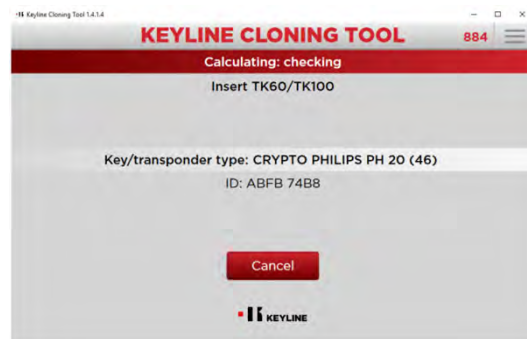 Keyline Cloning Tool 1.4.1.4
KEYLINE CLONING TOOL 884
Calculating: checking
Insert TK60/TK100
Key/transponder type: CRYPTO PHILIPS PH 20 (46)
ID: ABFB 74B8
Cancel
KEYLINE